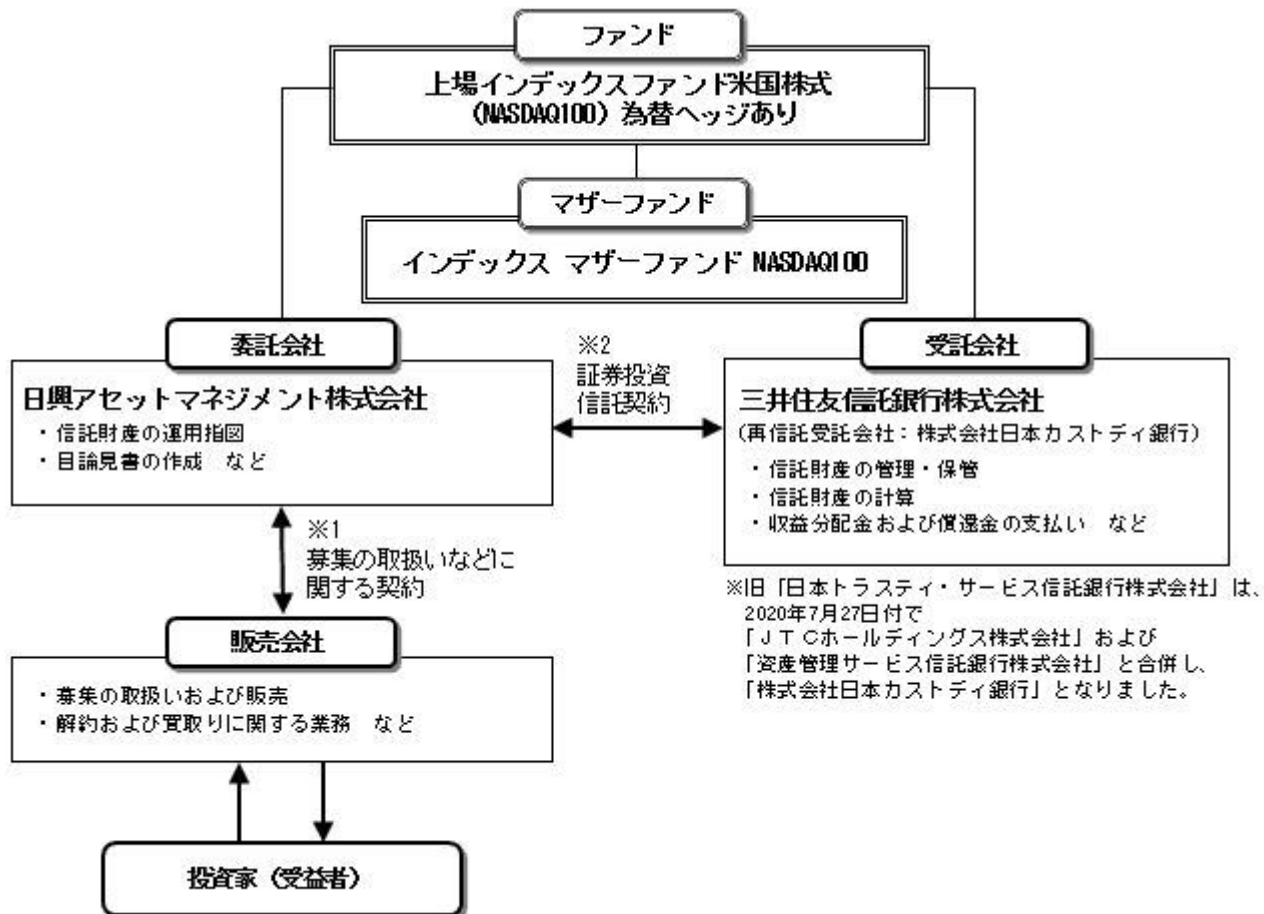 ファンド
上場インデックスファンド米国株式
(NASDAQ100) 為替ヘッジあり
マザーファンド
インデックス マザーファンド NASDAQ100
委託会社
日興アセットマネジメント株式会社
・信託財産の運用指図
・目論見書の作成 など
※2
証券投資
信託契約
受託会社
三井住友信託銀行株式会社
(再信託受託会社：株式会社日本カストディ銀行)
・信託財産の管理・保管
・信託財産の計算
・収益分配金および償還金の支払い など
※旧「日本トラスティ・サービス信託銀行株式会社」は、
2020年7月27日付で
「JTCホールディングス株式会社」および
「資産管理サービス信託銀行株式会社」と合併し、
「株式会社日本カストディ銀行」となりました。
※1
募集の取扱いなどに
関する契約
販売会社
・募集の取扱いおよび販売
・解約および買取りに関する業務 など
投資家（受益者）